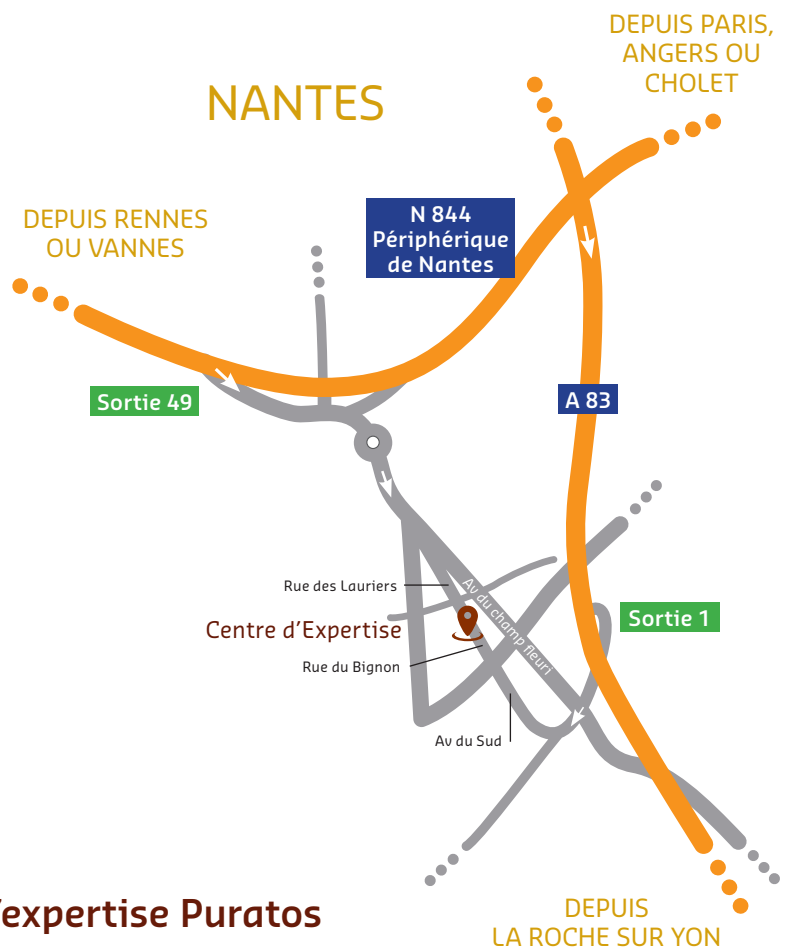 DEPUIS PARIS,
ANGERS OU
CHOLET
NANTES
DEPUIS RENNES
OU VANNES
N 844
Périphérique
de Nantes
Sortie 49
A 83
Rue des Lauriers
Av du champ fleuri
Centre d'Expertise
Sortie 1
Rue du Bignon
Av du Sud
'expertise Puratos
DEPUIS
LA ROCHE SUR YON